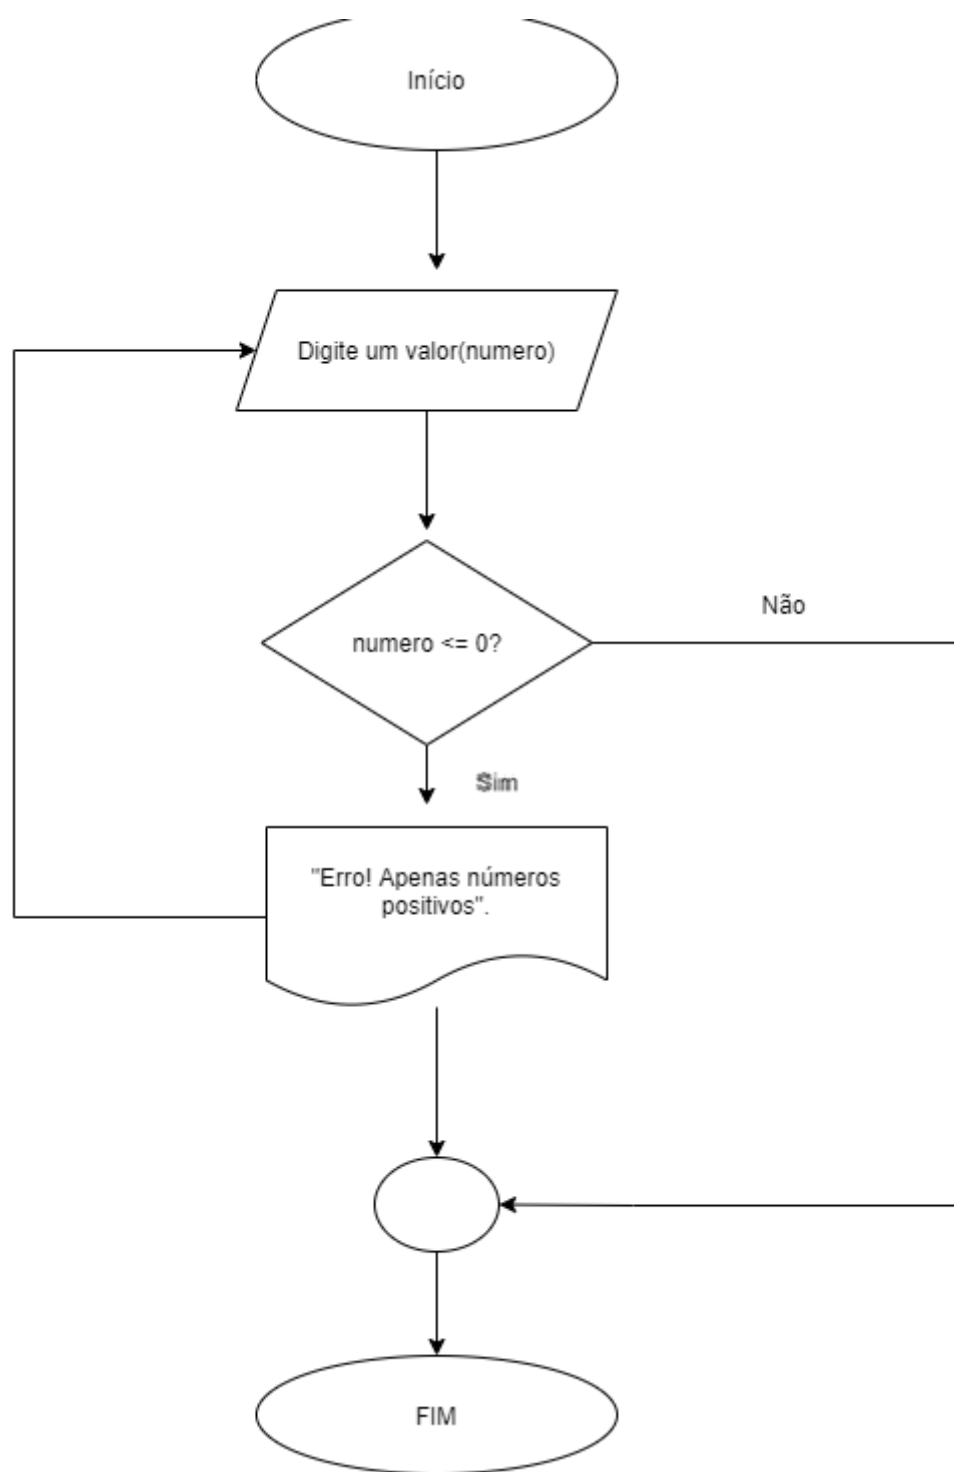 Início
Digite um valor(numero)
numero <= 0?
Não
Sim
"Erro! Apenas números
positivos".
FIM